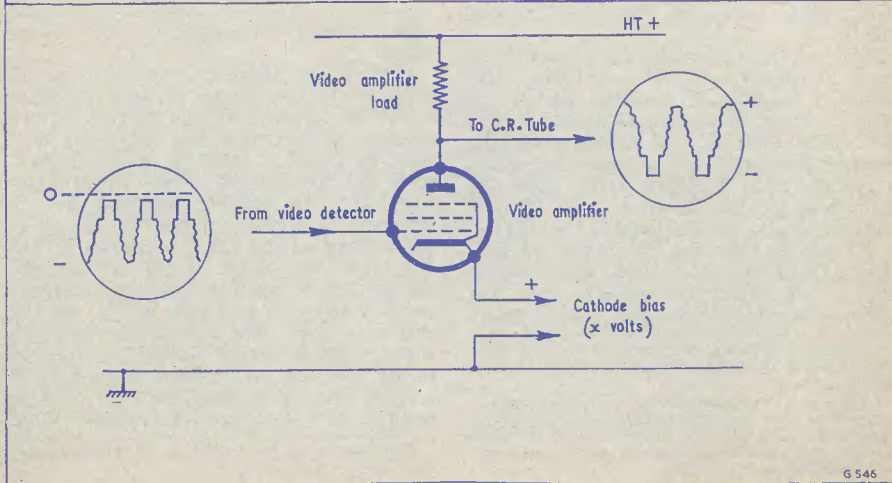 HT +
Video amplifier
load
To C.R.Tube
+
-
O
-
From video detector
Video amplifier
+
Cathode bias
(x volts)
G 546